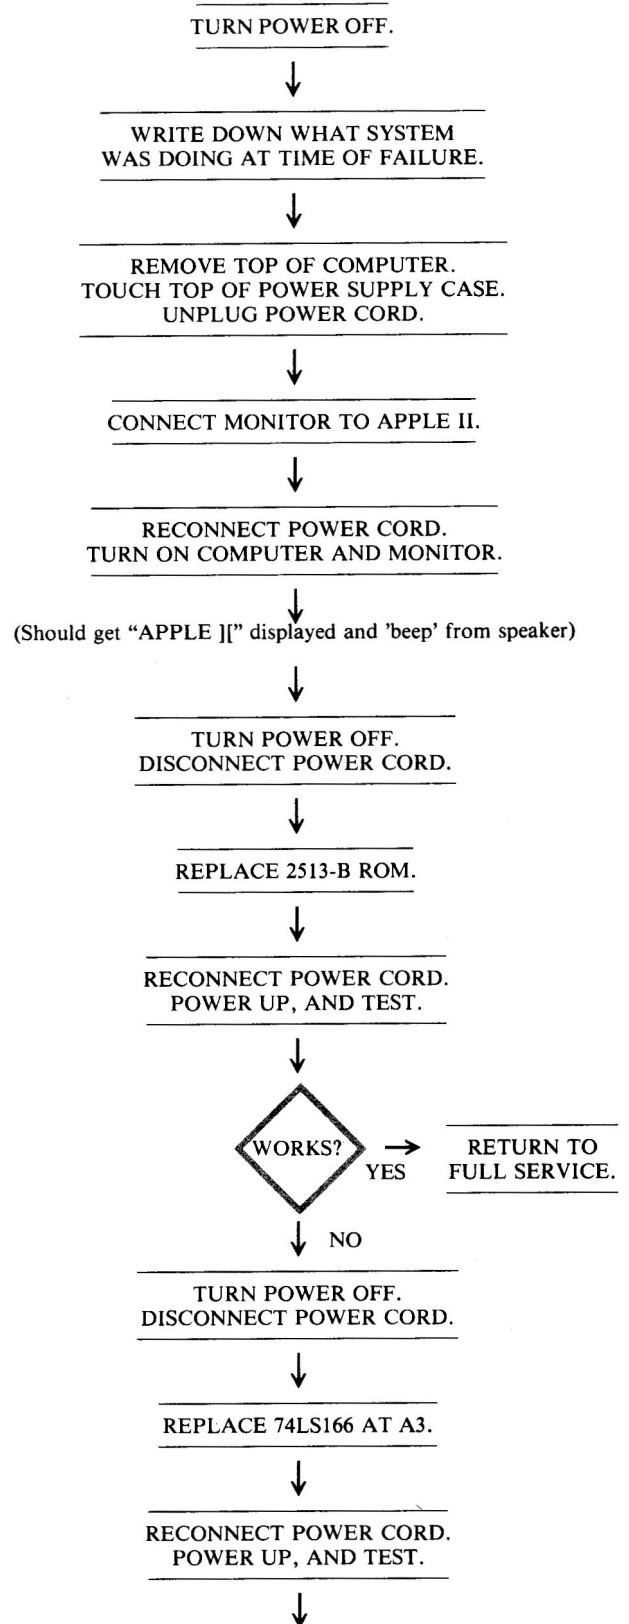 TURN POWER OFF.
WRITE DOWN WHAT SYSTEM
WAS DOING AT TIME OF FAILURE.
REMOVE TOP OF COMPUTER.
TOUCH TOP OF POWER SUPPLY CASE.
UNPLUG POWER CORD.
CONNECT MONITOR TO APPLE II.
RECONNECT POWER CORD.
TURN ON COMPUTER AND MONITOR.
(Should get “APPLE ][” displayed and 'beep' from speaker)
TURN POWER OFF.
DISCONNECT POWER CORD.
REPLACE 2513-B ROM.
RECONNECT POWER CORD.
POWER UP, AND TEST.
WORKS?
YES
RETURN TO
FULL SERVICE.
NO
TURN POWER OFF.
DISCONNECT POWER CORD.
REPLACE 74LS166 AT A3.
RECONNECT POWER CORD.
POWER UP, AND TEST.